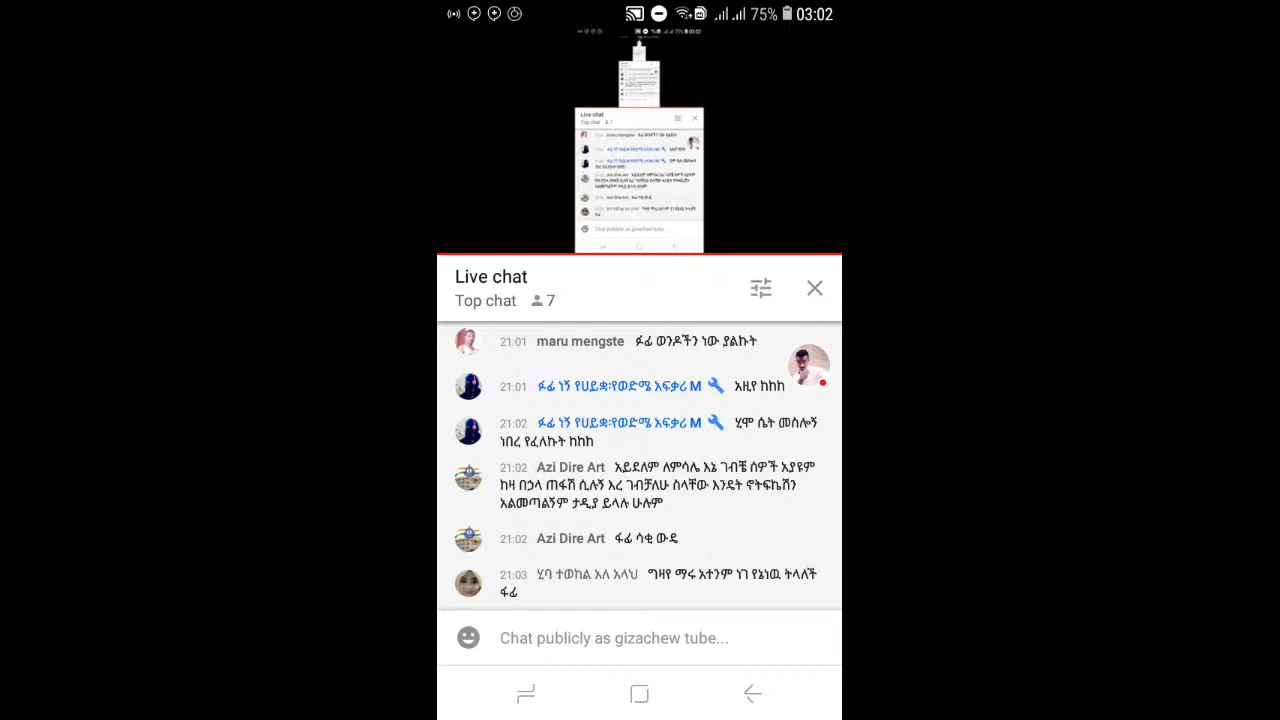 75% 03:02
Live chat
Top chat 7
21:01 maru mengste ፉፊ ወንዶችን ነው ያልኩት
21:01 ፉፊ ነኝ የሀይቋ፡የወድሜ አፍቃሪ M አዚየ ከከከ
21:02 ፉፊ ነኝ የሀይቋ፡የወድሜ አፍቃሪ M ሂሞ ሴት መስሎኝ
ነበረ የፈለኩት ከከከ
21:02 Azi Dire Art አይደለም ለምሳሌ እኔ ገብቼ ሰዎች አያዩም
ከዛ በኃላ ጠፋሽ ሲሉኝ እረ ገብቻለሁ ስላቸው እንዴት ኖትፍኬሽን
አልመጣልኝም ታዲያ ይላሉ ሁሉም
21:02 Azi Dire Art ፋፊ ሳቂ ውዴ
21:03 ሂባ ተወከል አለ አላህ ግዛየ ማሩ አተንም ነገ የኔነዉ ትላለች
ፋፊ
Chat publicly as gizachew tube...